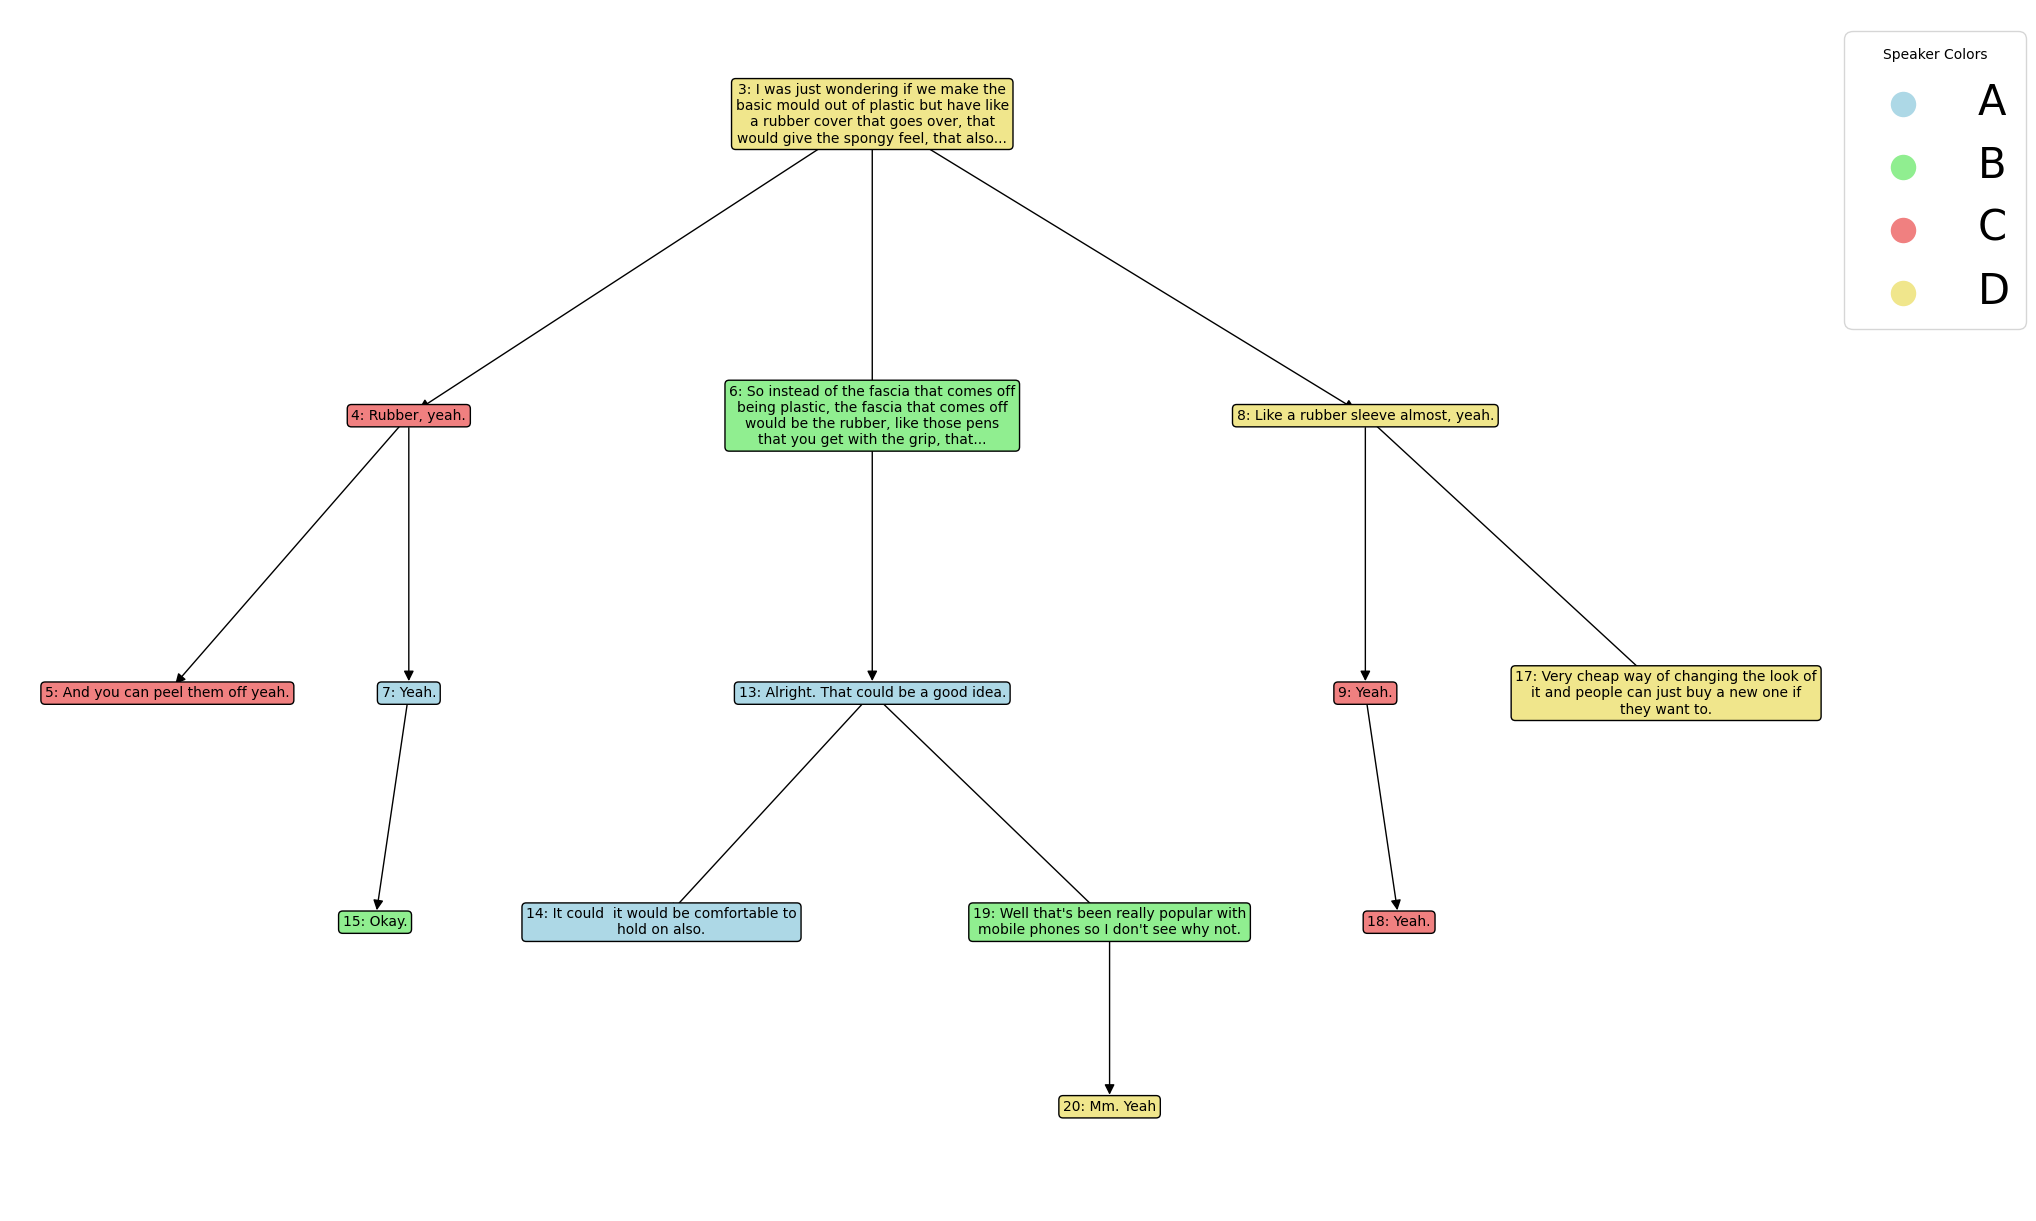 Speaker Colors
A
B
C
D
3: I was just wondering if we make the
basic mould out of plastic but have like
a rubber cover that goes over, that
would give the spongy feel, that also...
4: Rubber, yeah.
6: So instead of the fascia that comes off
being plastic, the fascia that comes off
would be the rubber, like those pens
that you get with the grip, that...
8: Like a rubber sleeve almost, yeah.
5: And you can peel them off yeah.
7: Yeah.
13: Alright. That could be a good idea.
9: Yeah.
17: Very cheap way of changing the look of
it and people can just buy a new one if
they want to.
15: Okay.
14: It could  it would be comfortable to
hold on also.
19: Well that's been really popular with
mobile phones so I don't see why not.
18: Yeah.
20: Mm. Yeah